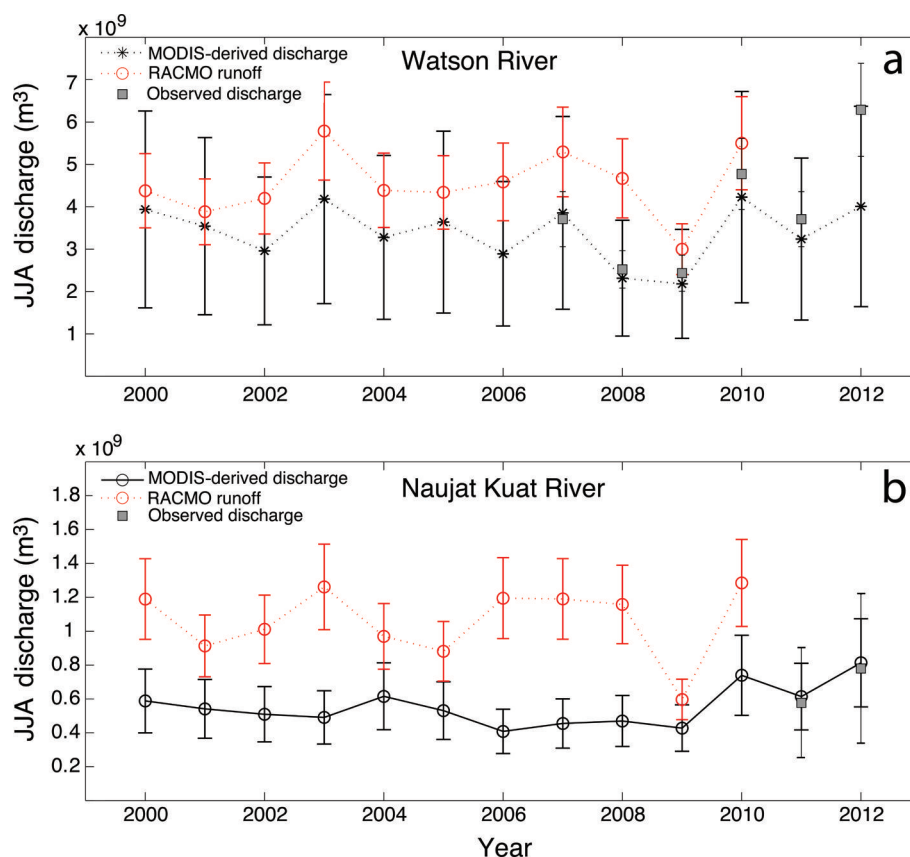 x 10⁹
MODIS-derived discharge
RACMO runoff
Observed discharge
Watson River
a
7
6
5
4
3
2
1
JJA discharge (m³)
2000 2002 2004 2006 2008 2010 2012
x 10⁹
MODIS-derived discharge
RACMO runoff
Observed discharge
Naujat Kuat River
b
1.8
1.6
1.4
1.2
1
0.8
0.6
0.4
0.2
JJA discharge (m³)
2000 2002 2004 2006 2008 2010 2012
Year